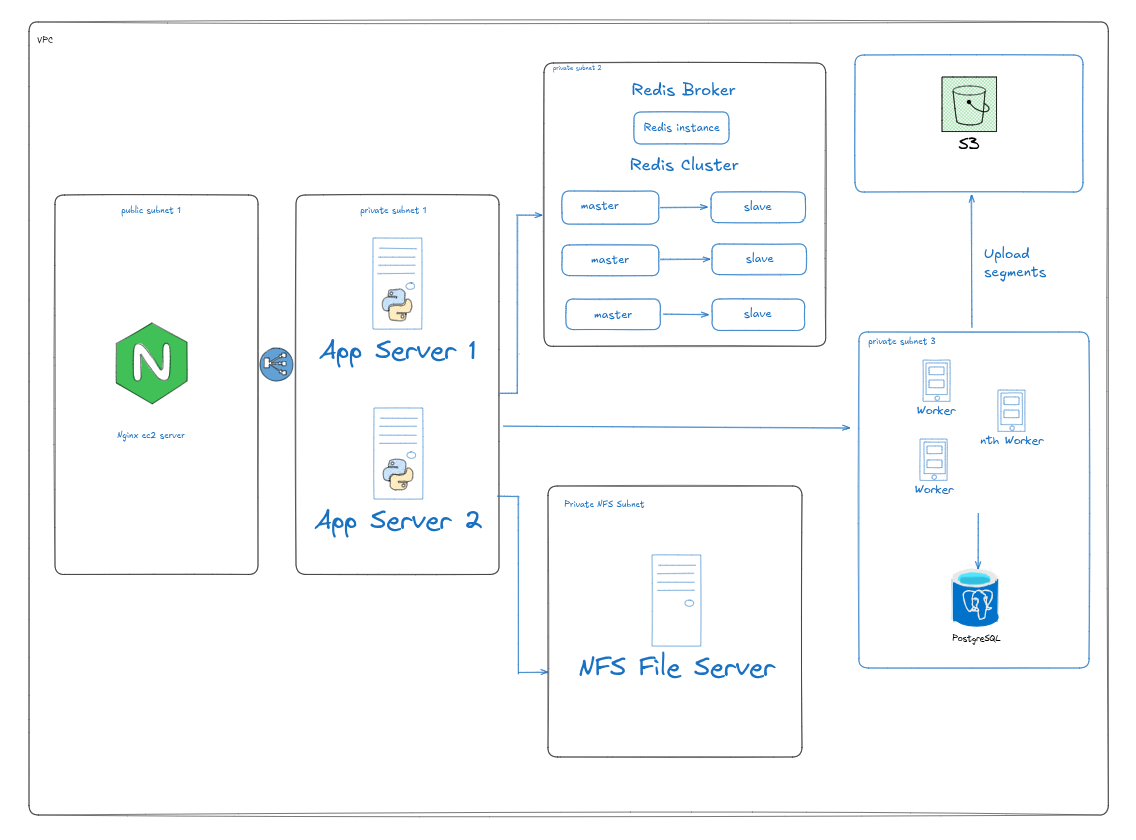 VPC
public subnet 1
N
Nginx ec2 server
private subnet 1
App Server 1
App Server 2
private subnet 2
Redis Broker
Redis instance
Redis Cluster
master
slave
master
slave
master
slave
Private NFS Subnet
NFS File Server
S3
Upload
segments
private subnet 3
Worker
nth Worker
Worker
PostgreSQL